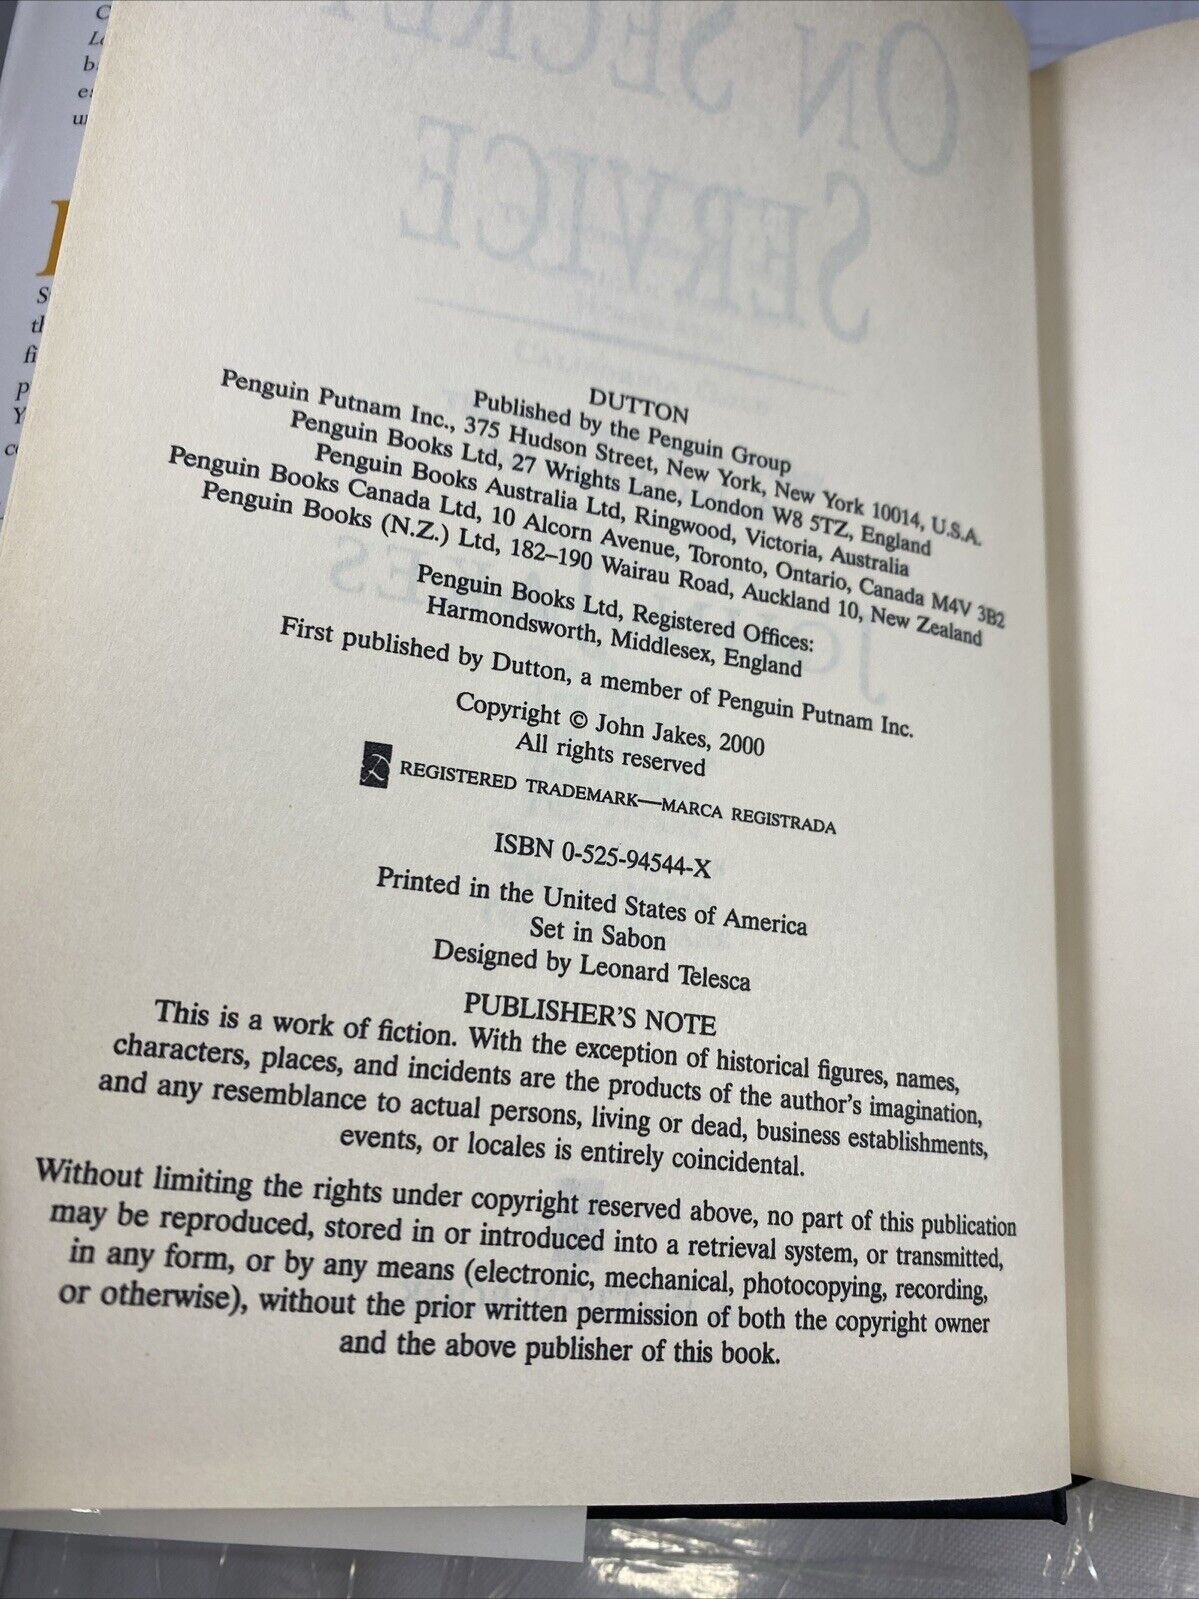 ON SECRET
SERVICE
DUTTON
Published by the Penguin Group
Penguin Putnam Inc., 375 Hudson Street, New York, New York 10014, U.S.A.
Penguin Books Ltd, 27 Wrights Lane, London W8 5TZ, England
Penguin Books Australia Ltd, Ringwood, Victoria, Australia
Penguin Books Canada Ltd, 10 Alcorn Avenue, Toronto, Ontario, Canada M4V 3B2
Penguin Books (N.Z.) Ltd, 182–190 Wairau Road, Auckland 10, New Zealand
Penguin Books Ltd, Registered Offices:
Harmondsworth, Middlesex, England
First published by Dutton, a member of Penguin Putnam Inc.
Copyright © John Jakes, 2000
All rights reserved
REGISTERED TRADEMARK—MARCA REGISTRADA
ISBN 0-525-94544-X
Printed in the United States of America
Set in Sabon
Designed by Leonard Telesca
PUBLISHER'S NOTE
This is a work of fiction. With the exception of historical figures, names,
characters, places, and incidents are the products of the author's imagination,
and any resemblance to actual persons, living or dead, business establishments,
events, or locales is entirely coincidental.
Without limiting the rights under copyright reserved above, no part of this publication
may be reproduced, stored in or introduced into a retrieval system, or transmitted,
in any form, or by any means (electronic, mechanical, photocopying, recording,
or otherwise), without the prior written permission of both the copyright owner
and the above publisher of this book.